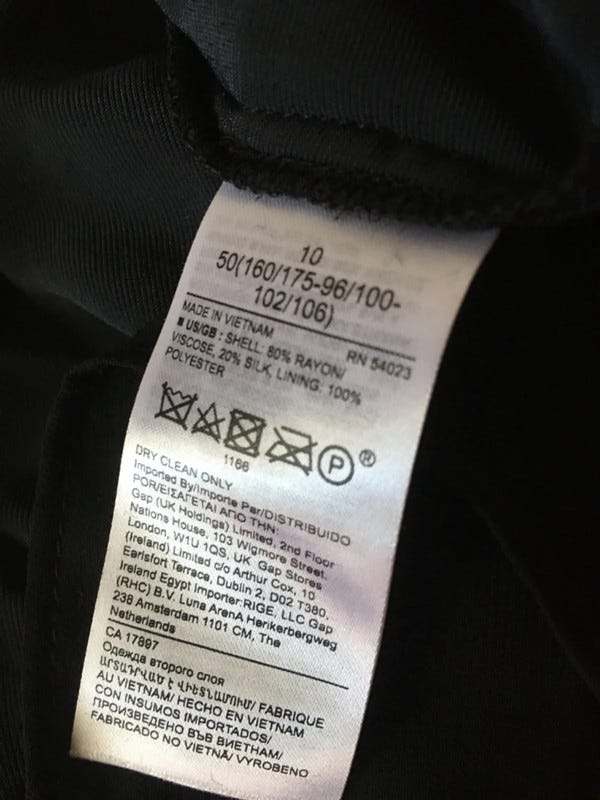 10
50(160/175-96/100-
102/106)
MADE IN VIETNAM RN 54023
■ US/GB : SHELL: 80% RAYON/
VISCOSE, 20% SILK, LINING: 100%
POLYESTER
P ®
1166
DRY CLEAN ONLY
Imported By/Importe Par/DISTRIBUIDO
POR/ΕΙΣΑΓΕΤΑΙ ΑΠΟ ΤΗΝ:
Gap (UK Holdings) Limited, 2nd Floor
Nations House, 103 Wigmore Street,
London, W1U 1QS, UK Gap Stores
(Ireland) Limited c/o Arthur Cox, 10
Earlsfort Terrace, Dublin 2, D02 T380,
Ireland Egypt Importer:RIGE, LLC Gap
(RHC) B.V. Luna ArenA Herikerbergweg
238 Amsterdam 1101 CM, The
Netherlands
CA 17897
Одежда второго слоя
ԱՐՏԱԴՐՎԱԾ Է ՎԻԵՏՆԱՄՈՒՄ/ FABRIQUE
AU VIETNAM/ HECHO EN VIETNAM
CON INSUMOS IMPORTADOS/
ПРОИЗВЕДЕНО ВЪВ ВИЕТНАМ/
FABRICADO NO VIETNÃ/ VYROBENO